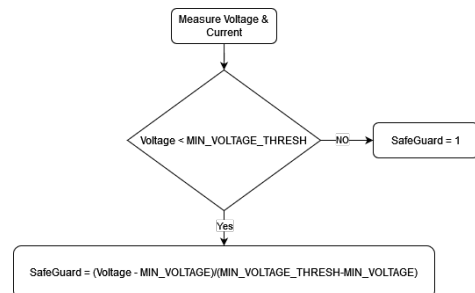 Measure Voltage &
Current
Voltage < MIN_VOLTAGE_THRESH
NO
SafeGuard = 1
Yes
SafeGuard = (Voltage - MIN_VOLTAGE)/(MIN_VOLTAGE_THRESH-MIN_VOLTAGE)